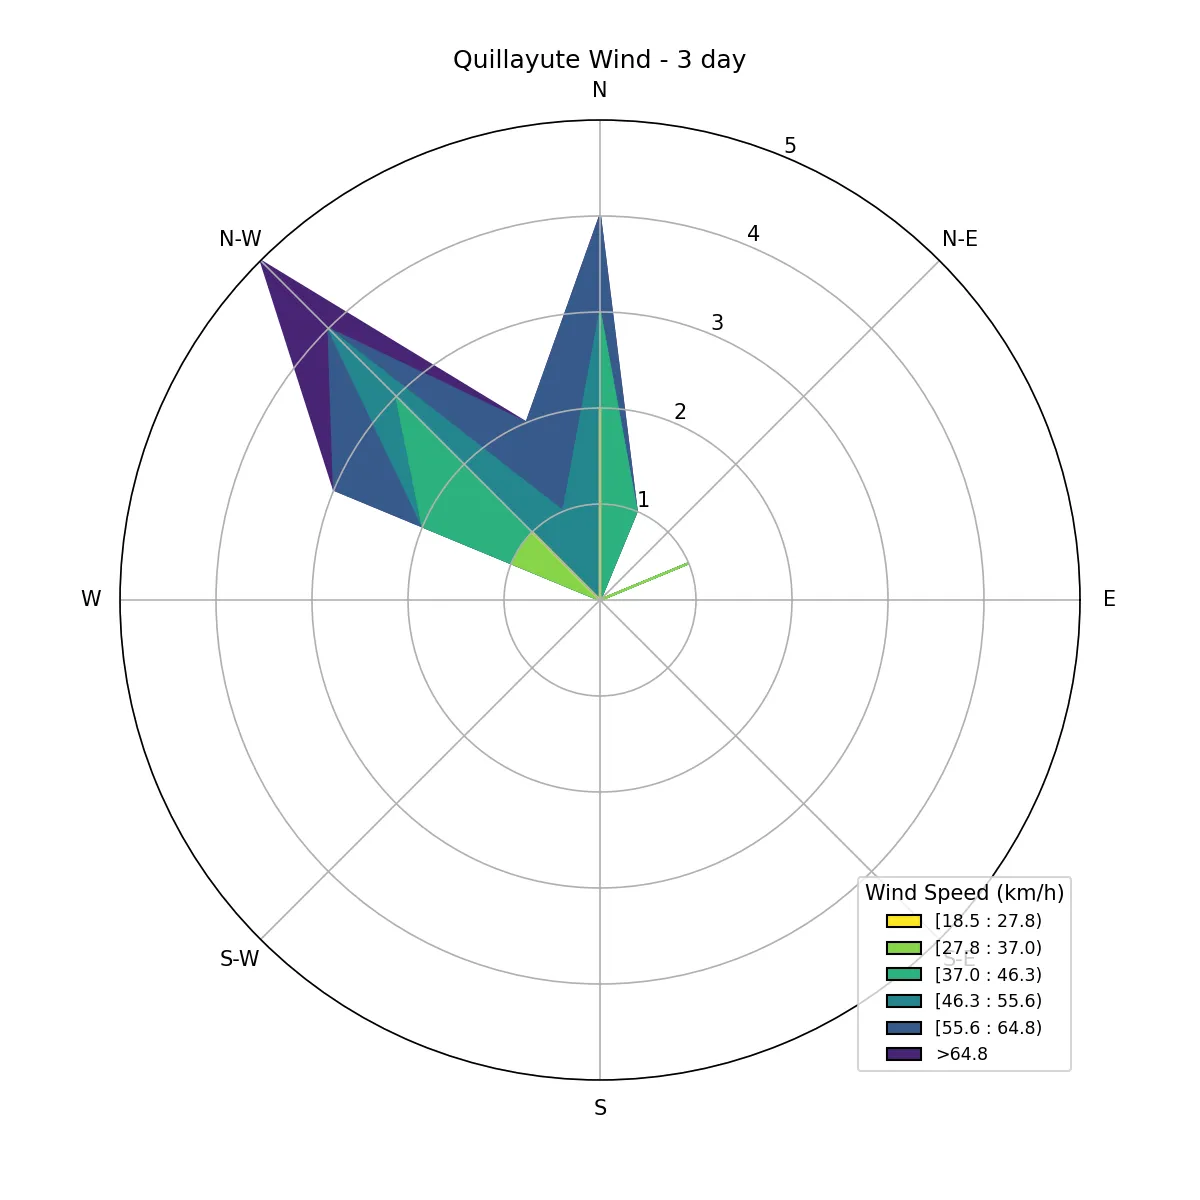 Quillayute Wind - 3 day
N
5
N-W
N-E
4
3
2
1
W
E
Wind Speed (km/h)
[18.5 : 27.8)
[27.8 : 37.0)
S-W
S-E
[37.0 : 46.3)
[46.3 : 55.6)
[55.6 : 64.8)
>64.8
S